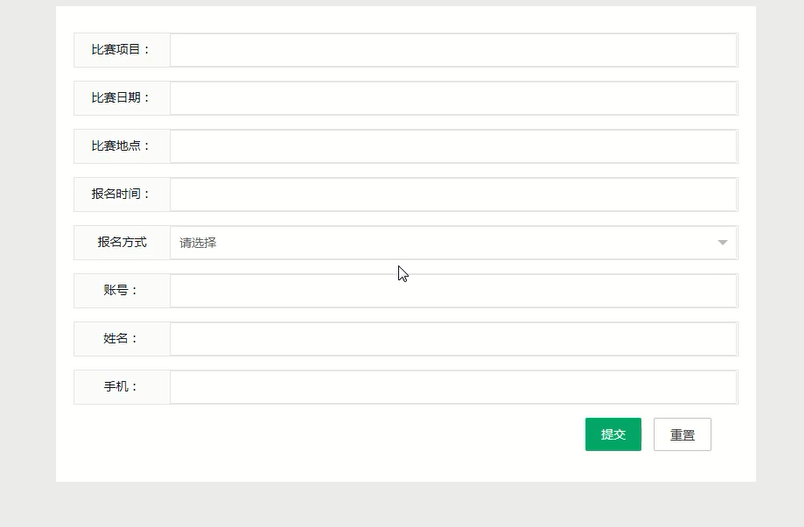 比赛项目：
比赛日期：
比赛地点：
报名时间：
报名方式 请选择
账号：
姓名：
手机：
提交 重置